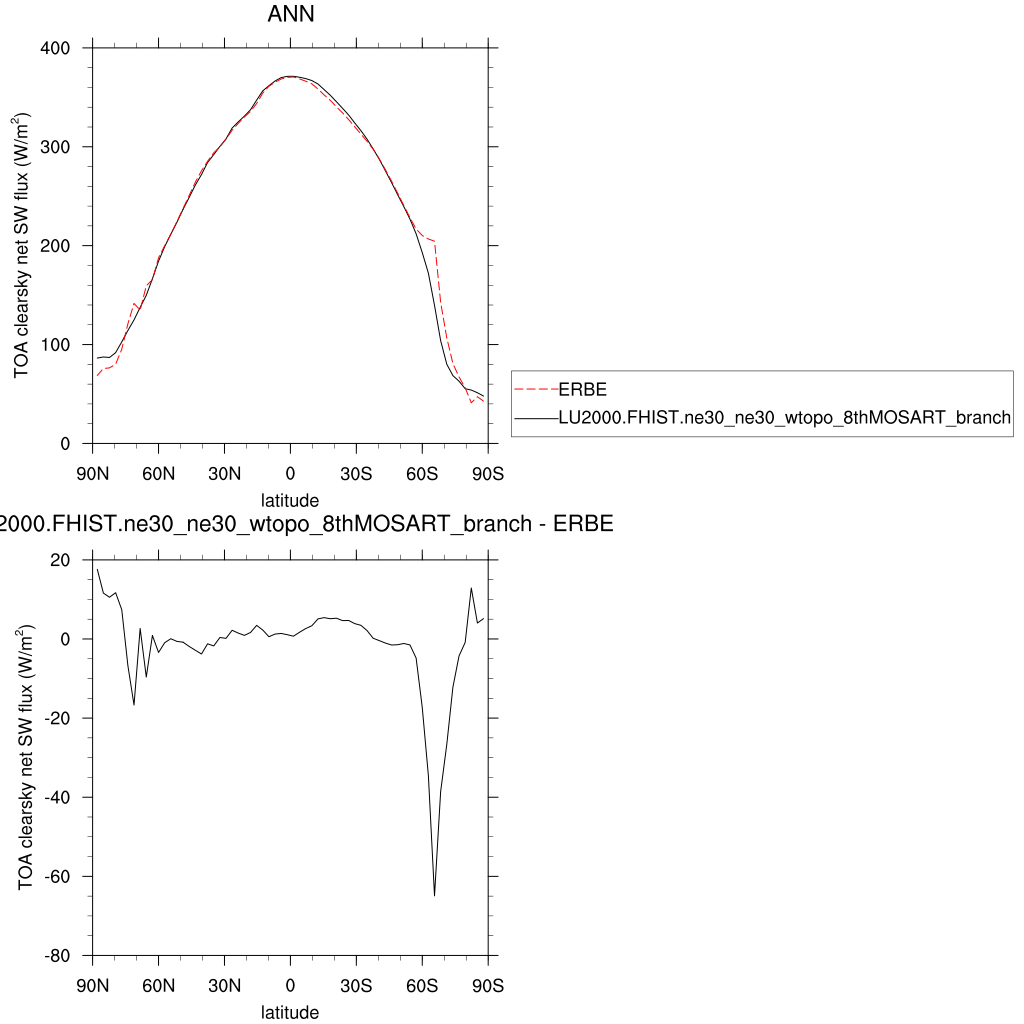 ANN
400
300
200
100
0
TOA clearsky net SW flux (W/m²)
90N 60N 30N 0 30S 60S 90S
latitude
ERBE
LU2000.FHIST.ne30_ne30_wtopo_8thMOSART_branch
2000.FHIST.ne30_ne30_wtopo_8thMOSART_branch - ERBE
20
0
-20
-40
-60
-80
TOA clearsky net SW flux (W/m²)
90N 60N 30N 0 30S 60S 90S
latitude